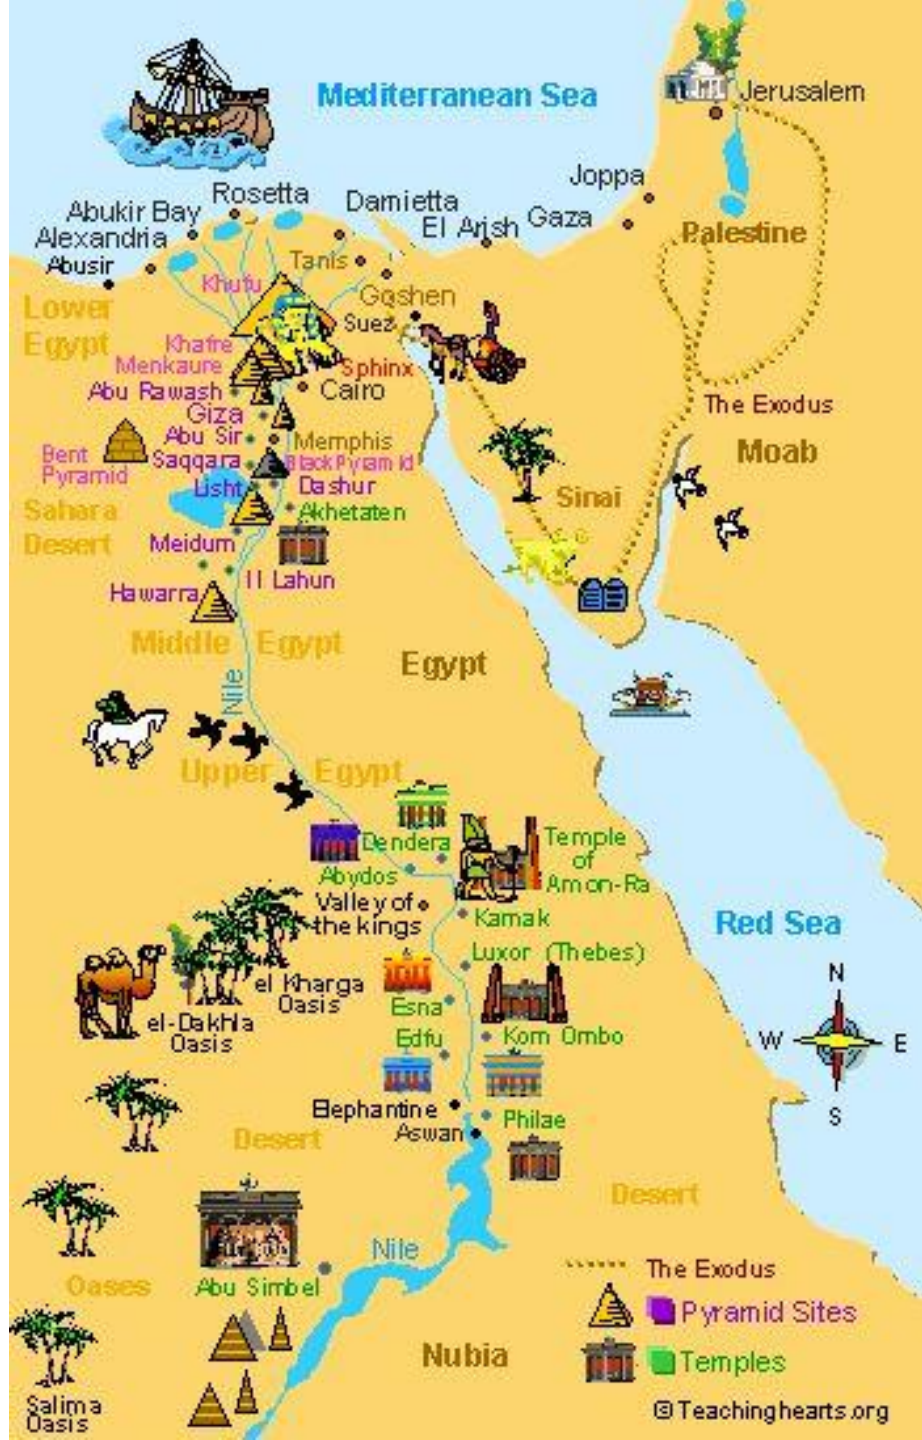 Mediterranean Sea
Jerusalem
Joppa
Rosetta
Damietta
Abukir Bay
El Arish
Gaza
Palestine
Alexandria
Abusir
Tanis
Khufu
Goshen
Lower
Egypt
Suez
Khafre
Menkaure
Sphinx
Abu Rawash
Cairo
The Exodus
Giza
Abu Sir
Memphis
Moab
Bent
Pyramid
Saqqara
Black Pyramid
Lisht
Dashur
Sinai
Sahara
Desert
Akhetaten
Meidum
Il Lahun
Hawarra
Middle Egypt
Egypt
Nile
Upper Egypt
Dendera
Temple
of
Amon-Ra
Abydos
Valley of
the kings
Karnak
Red Sea
Luxor (Thebes)
N
el Kharga
Oasis
Esna
el-Dakhla
Oasis
Edfu
Kom Ombo
W
E
S
Elephantine
Philae
Aswan
Desert
Desert
Nile
Oases
Abu Simbel
The Exodus
Pyramid Sites
Nubia
Temples
Salima
Oasis
© Teachinghearts.org